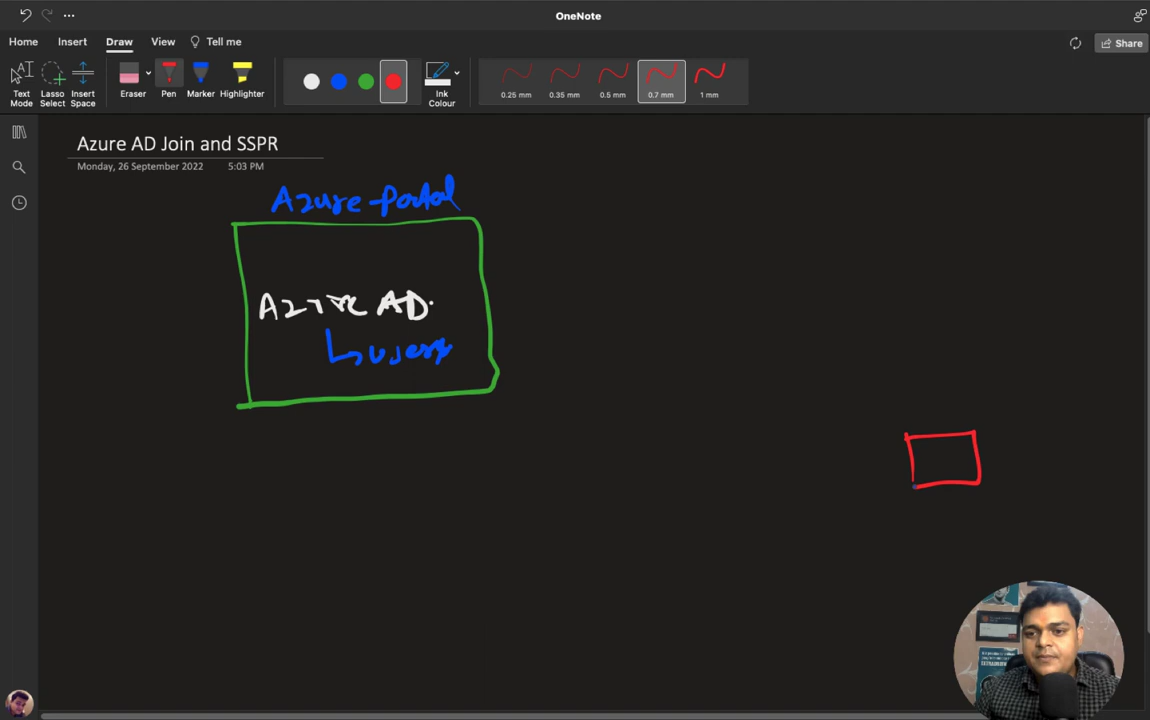 OneNote
Home Insert Draw View Tell me
Share
Text Mode
Lasso Select
Insert Space
Eraser
Pen
Marker
Highlighter
Ink Colour
0.25 mm
0.35 mm
0.5 mm
0.7 mm
1 mm
Azure AD Join and SSPR
Monday, 26 September 2022 5:03 PM
Azure portal
Azure AD
users